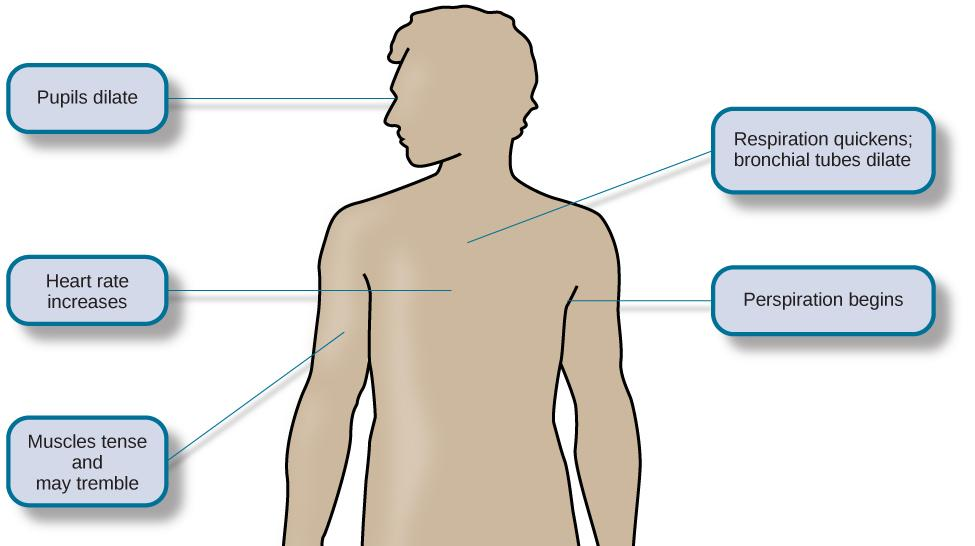 Pupils dilate
Respiration quickens;
bronchial tubes dilate
Heart rate
increases
Perspiration begins
Muscles tense
and
may tremble